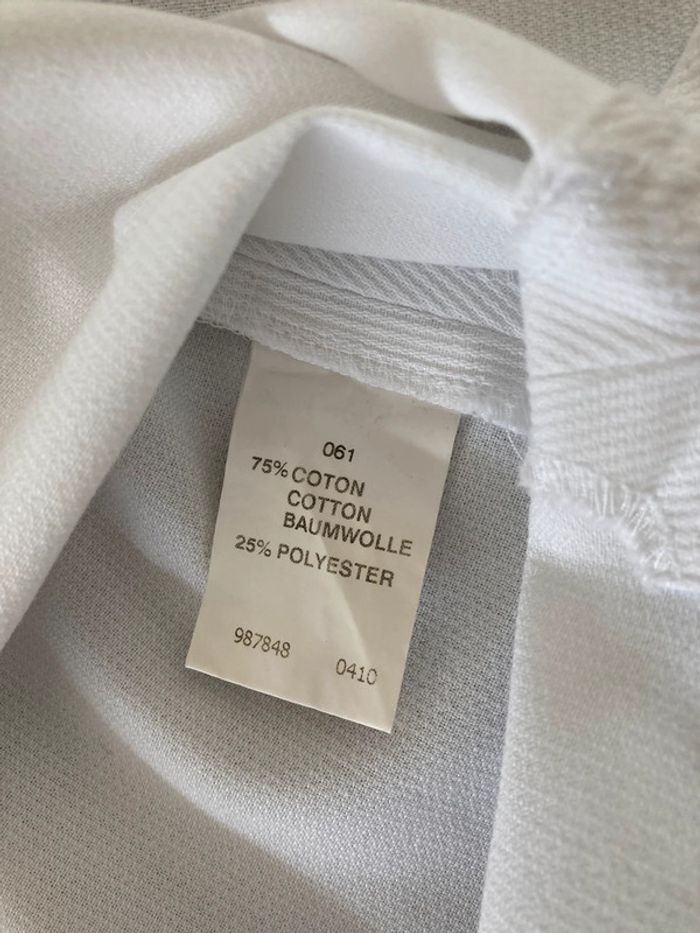 061
75% COTON
COTTON
BAUMWOLLE
25% POLYESTER
987848 0410